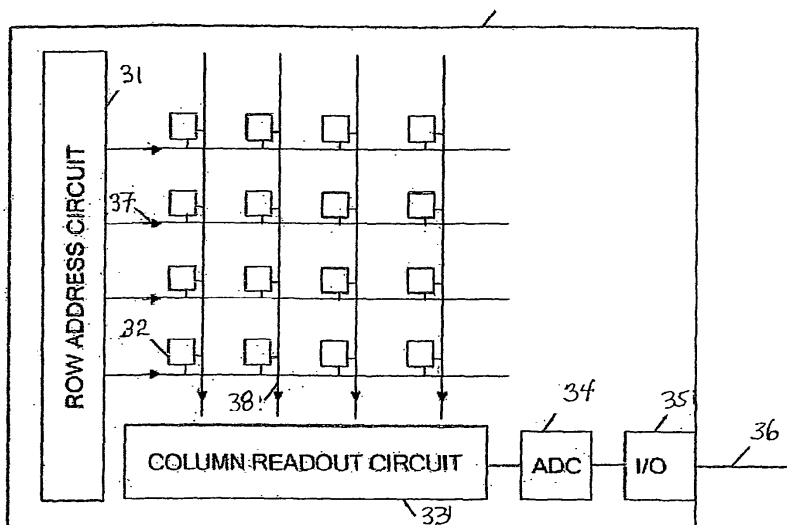 31
ROW ADDRESS CIRCUIT
37
32
38
34
35
36
COLUMN READOUT CIRCUIT
ADC
I/O
33